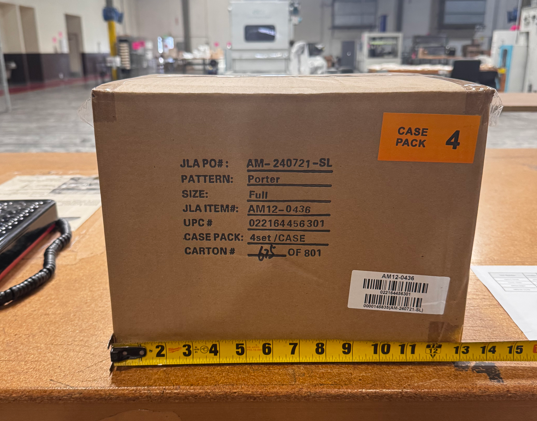 CASE PACK 4
JLA PO#: AM-240721-SL
PATTERN: Porter
SIZE: Full
JLA ITEM#: AM12-0436
UPC # 022164456301
CASE PACK: 4set/CASE
CARTON # 625 OF 801
AM12-0436
022164456301
2 3 4 5 6 7 8 9 10 11 13 14 15